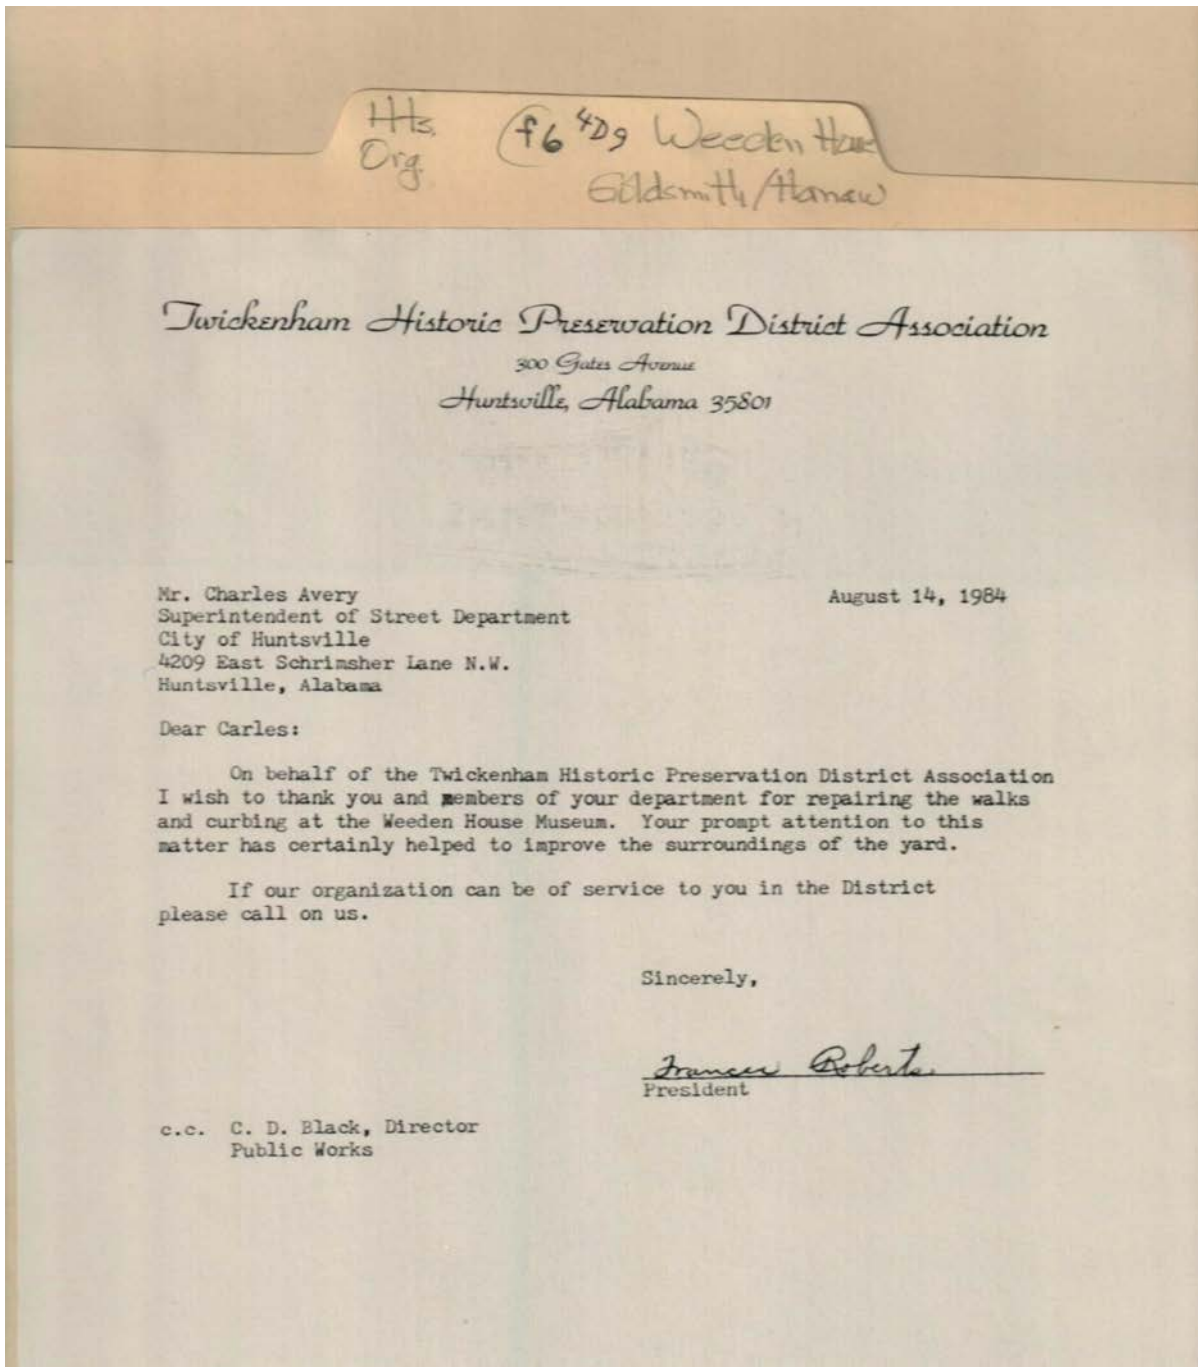 Hts. (f6 4D9 Weeden House
Org. Goldsmith/
Twickenham Historic Preservation District Association
300 Gates Avenue
Huntsville, Alabama 35801
Mr. Charles Avery August 14, 1984
Superintendent of Street Department
City of Huntsville
4209 East Schrimsher Lane N.W.
Huntsville, Alabama
Dear Carles:
On behalf of the Twickenham Historic Preservation District Association
I wish to thank you and members of your department for repairing the walks
and curbing at the Weeden House Museum. Your prompt attention to this
matter has certainly helped to improve the surroundings of the yard.
If our organization can be of service to you in the District
please call on us.
Sincerely,
Frances Roberts
President
c.c. C. D. Black, Director
Public Works